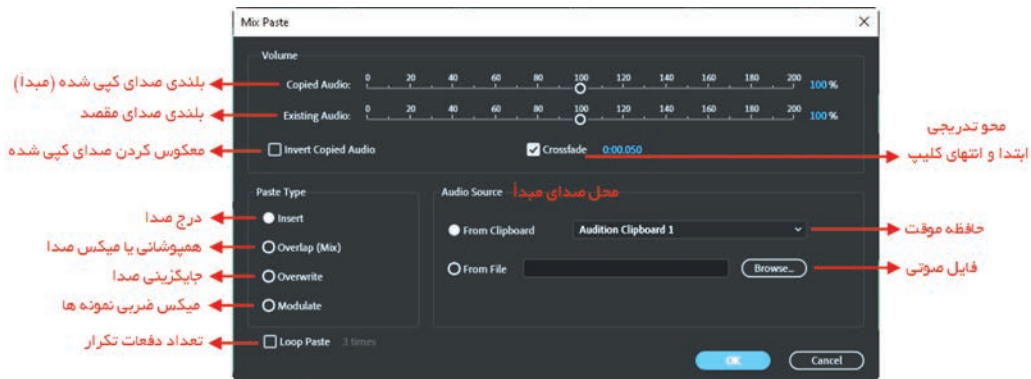 Mix Paste
Volume
بلندی صدای کپی شده (مبدا)
Copied Audio:
0 20 40 60 80 100 120 140 160 180 200
100 %
بلندی صدای مقصد
Existing Audio:
0 20 40 60 80 100 120 140 160 180 200
100 %
معکوس کردن صدای کپی شده
Invert Copied Audio
Crossfade 0:00.050
محو تدریجی
ابتدا و انتهای کلیپ
Paste Type
Audio Source
محل صدای مبدأ
درج صدا
Insert
From Clipboard
Audition Clipboard 1
حافظه موقت
همپوشانی یا میکس صدا
Overlap (Mix)
From File
Browse...
فایل صوتی
جایگزینی صدا
Overwrite
میکس ضربی نمونه ها
Modulate
تعداد دفعات تکرار
Loop Paste 3 times
OK
Cancel